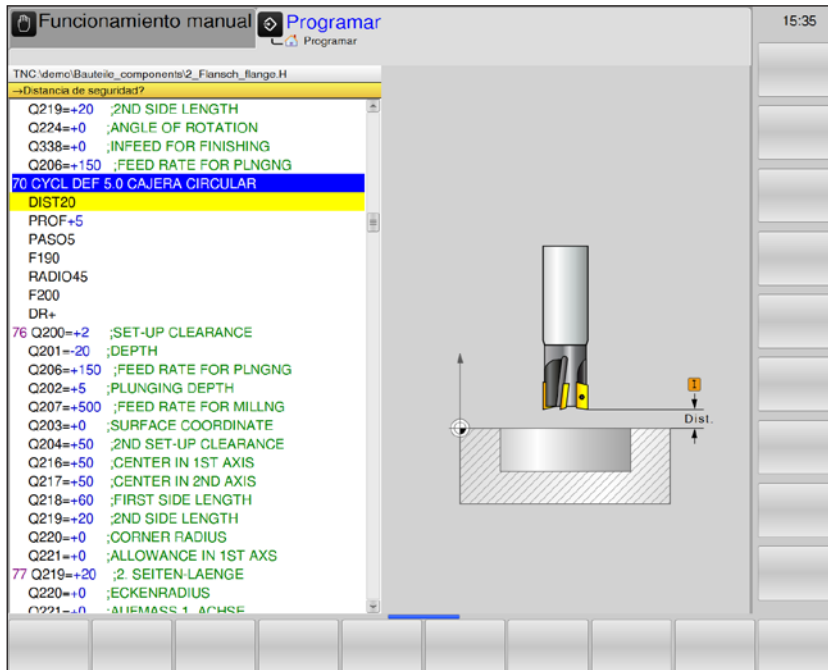 Funcionamiento manual
Programar
15:35
Programar
TNC:\demo\Bauteile_components\2_Flansch_flange.H
→Distancia de seguridad?
Q219=+20 ;2ND SIDE LENGTH
Q224=+0 ;ANGLE OF ROTATION
Q338=+0 ;INFEED FOR FINISHING
Q206=+150 ;FEED RATE FOR PLNGNG
70 CYCL DEF 5.0 CAJERA CIRCULAR
DIST20
PROF+5
PASO5
F190
RADIO45
F200
DR+
76 Q200=+2 ;SET-UP CLEARANCE
Q201=-20 ;DEPTH
Q206=+150 ;FEED RATE FOR PLNGNG
Q202=+5 ;PLUNGING DEPTH
Q207=+500 ;FEED RATE FOR MILLNG
Q203=+0 ;SURFACE COORDINATE
Q204=+50 ;2ND SET-UP CLEARANCE
Q216=+50 ;CENTER IN 1ST AXIS
Q217=+50 ;CENTER IN 2ND AXIS
Q218=+60 ;FIRST SIDE LENGTH
Q219=+20 ;2ND SIDE LENGTH
Q220=+0 ;CORNER RADIUS
Q221=+0 ;ALLOWANCE IN 1ST AXS
77 Q219=+20 ;2. SEITEN-LAENGE
Q220=+0 ;ECKENRADIUS
Q221=+0 ;AUFMASS 1. ACHSE
I
Dist.